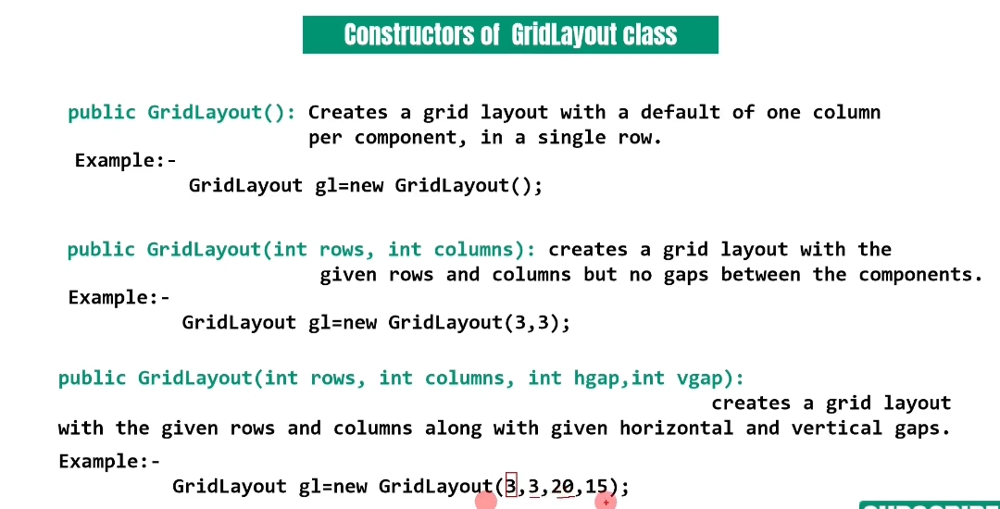 Constructors of GridLayout class
public GridLayout(): Creates a grid layout with a default of one column
per component, in a single row.
Example:-
GridLayout gl=new GridLayout();
public GridLayout(int rows, int columns): creates a grid layout with the
given rows and columns but no gaps between the components.
Example:-
GridLayout gl=new GridLayout(3,3);
public GridLayout(int rows, int columns, int hgap,int vgap):
creates a grid layout
with the given rows and columns along with given horizontal and vertical gaps.
Example:-
GridLayout gl=new GridLayout(3,3,20,15);